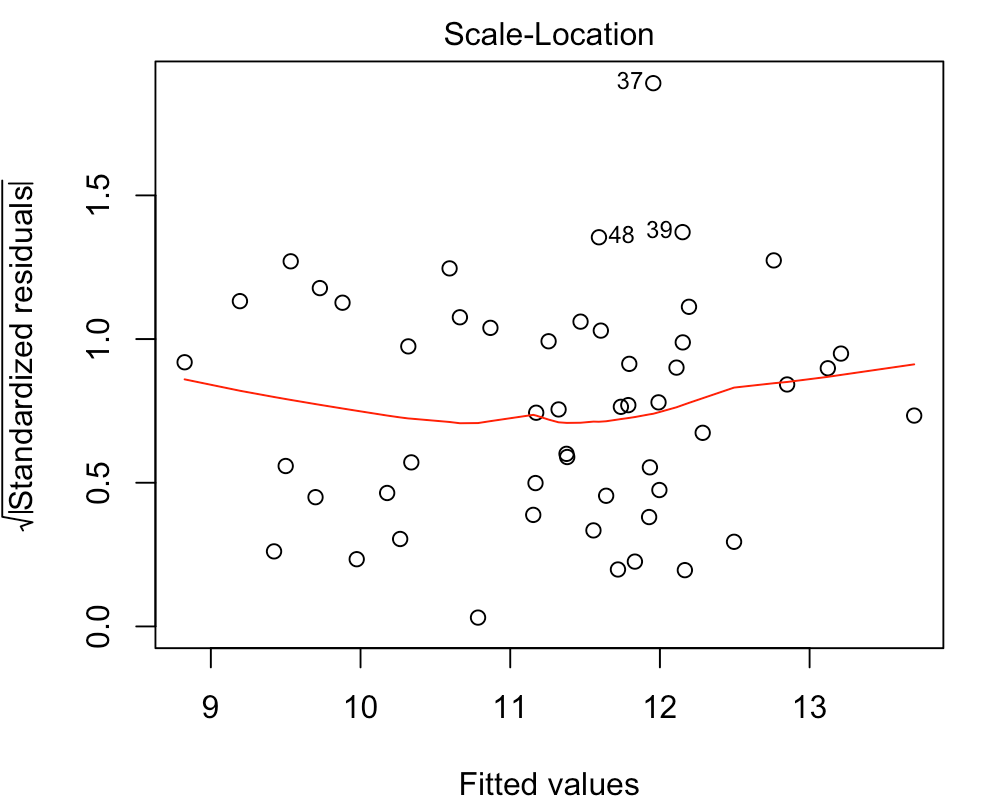 Scale-Location
√|Standardized residuals|
1.5
1.0
0.5
0.0
37
48
39
9 10 11 12 13
Fitted values